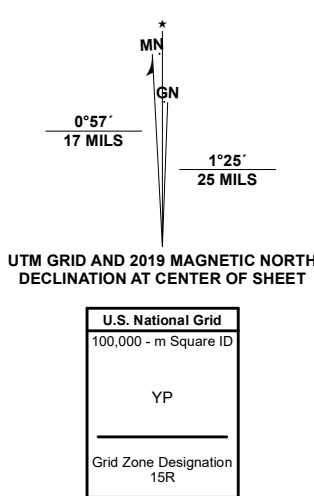 ★
MN
GN
0°57´
17 MILS
1°25´
25 MILS
UTM GRID AND 2019 MAGNETIC NORTH
DECLINATION AT CENTER OF SHEET
U.S. National Grid
100,000 - m Square ID
YP
Grid Zone Designation
15R